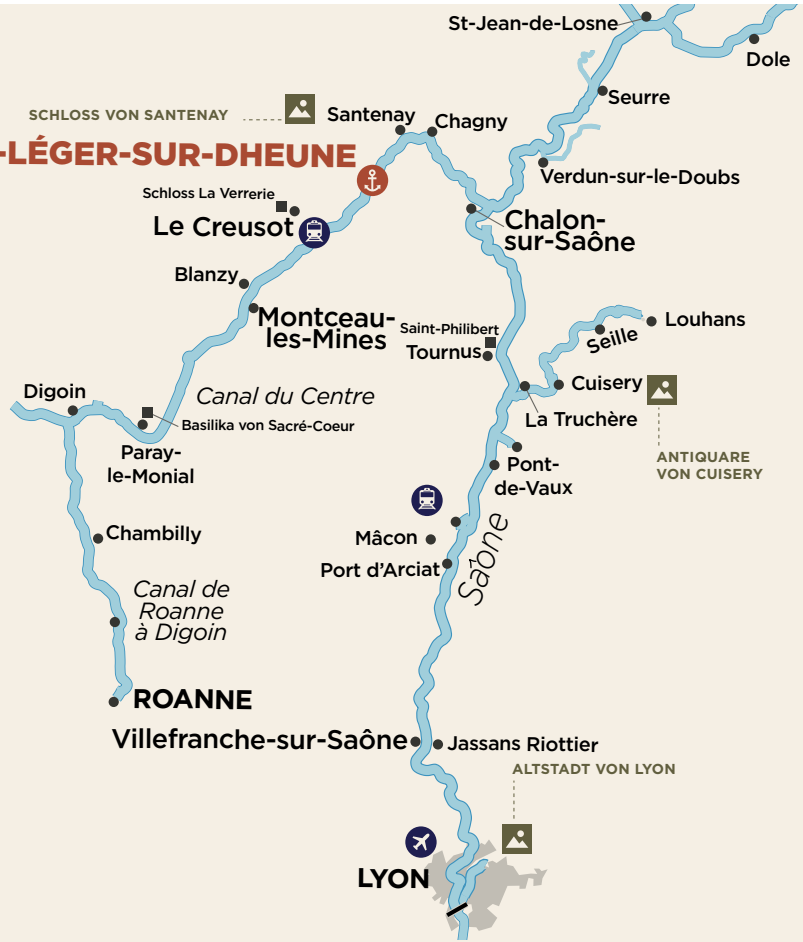 St-Jean-de-Losne
Dole
Seurre
SCHLOSS VON SANTENAY
Santenay
Chagny
-LÉGER-SUR-DHEUNE
Verdun-sur-le-Doubs
Schloss La Verrerie
Le Creusot
Chalon-
sur-Saône
Blanzy
Montceau-
les-Mines
Saint-Philibert
Tournus
Louhans
Seille
Digoin
Canal du Centre
Cuisery
La Truchère
Basilika von Sacré-Coeur
Paray-
le-Monial
ANTIQUARE
VON CUISERY
Pont-
de-Vaux
Chambilly
Mâcon
Saône
Port d'Arciat
Canal de
Roanne
à Digoin
ROANNE
Villefranche-sur-Saône
Jassans Riottier
ALTSTADT VON LYON
LYON